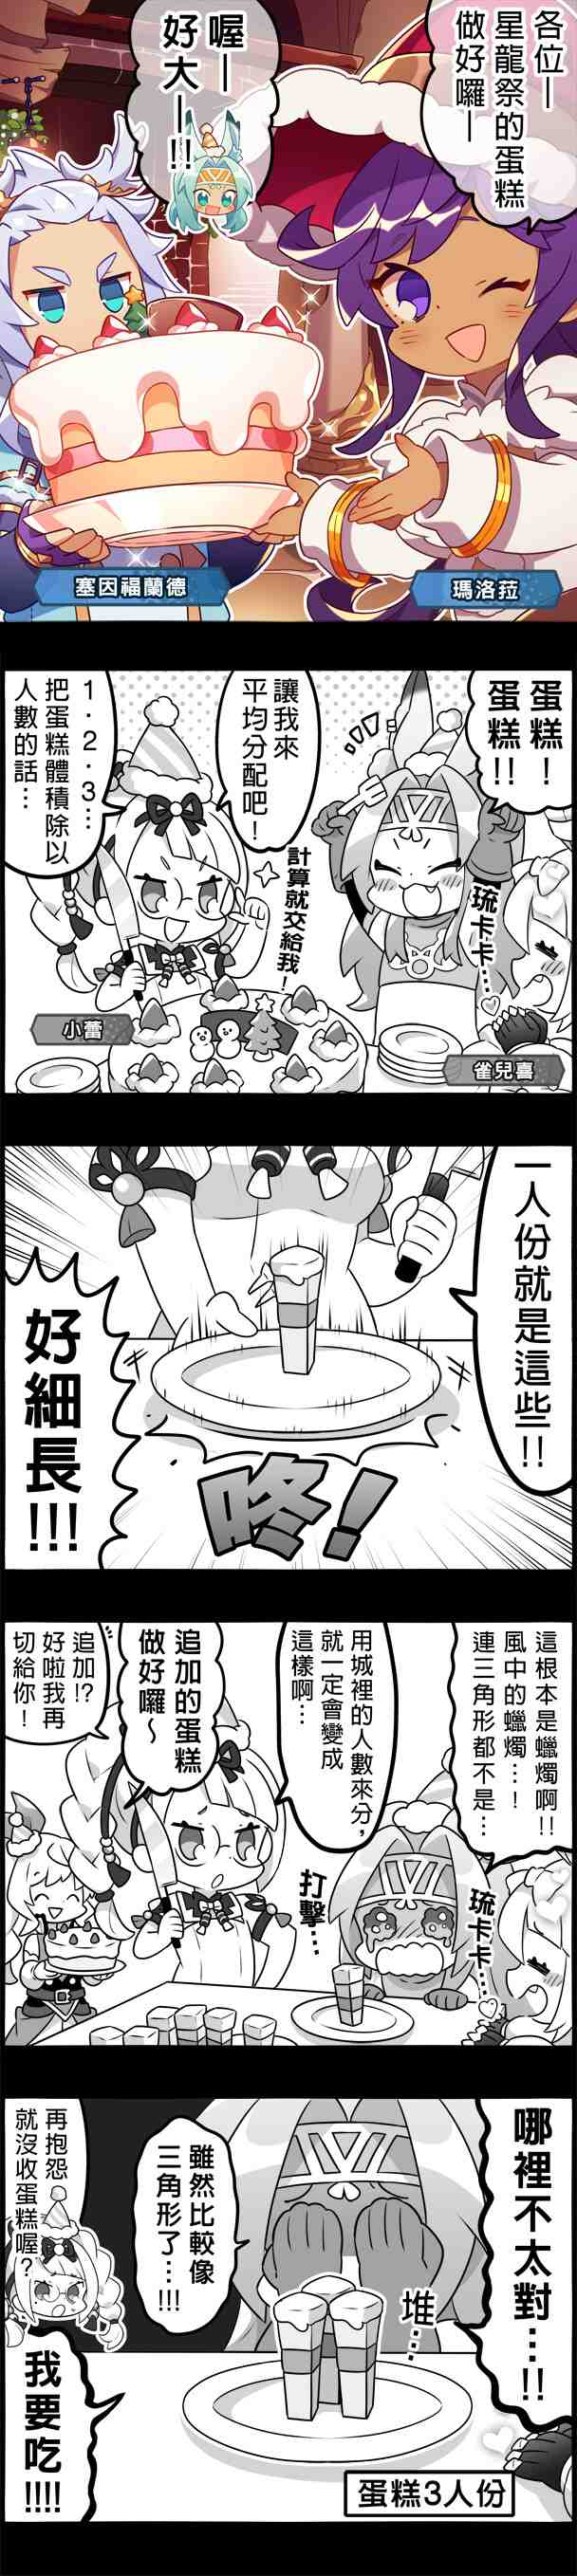 各位ー
星龍祭的蛋糕
做好囉ー
喔ー
好大ー!!
塞因福蘭德
瑪洛菈
蛋糕！
蛋糕!!
琉卡卡…
讓我來
平均分配吧！
計算就交給我！
1．2．3…
把蛋糕體積除以
人數的話…
小蕾
雀兒喜
一人份就是這些!!
咚！
好細長!!!
這根本是蠟燭啊!!
風中的蠟燭…！
連三角形都不是…
琉卡卡…
用城裡的人數來分，
就一定會變成
這樣啊…
打擊…
追加的蛋糕
做好囉～
追加!?
好啦我再
切給你！
哪裡不太對…!!
雖然比較像
三角形了…!!!
堆…
再抱怨
就沒收蛋糕喔？
我要吃!!!!
蛋糕3人份